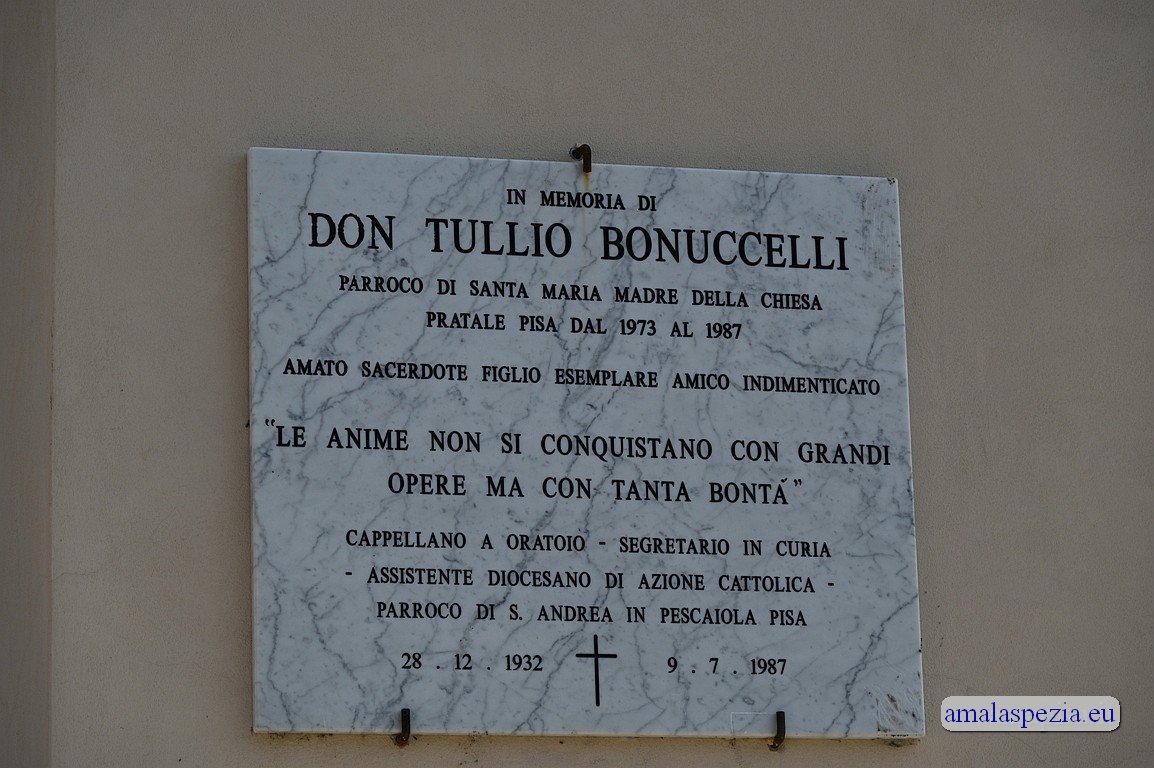 IN MEMORIA DI
DON TULLIO BONUCCELLI
PARROCO DI SANTA MARIA MADRE DELLA CHIESA
PRATALE PISA DAL 1973 AL 1987
AMATO SACERDOTE FIGLIO ESEMPLARE AMICO INDIMENTICATO
"LE ANIME NON SI CONQUISTANO CON GRANDI
OPERE MA CON TANTA BONTÁ"
CAPPELLANO A ORATOIO - SEGRETARIO IN CURIA
- ASSISTENTE DIOCESANO DI AZIONE CATTOLICA -
PARROCO DI S. ANDREA IN PESCAIOLA PISA
28 . 12 . 1932 9 . 7 . 1987
amalaspezia.eu